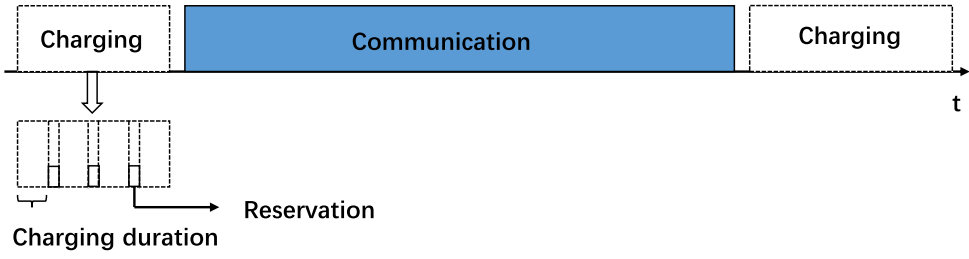 Charging
Communication
Charging
t
Reservation
Charging duration